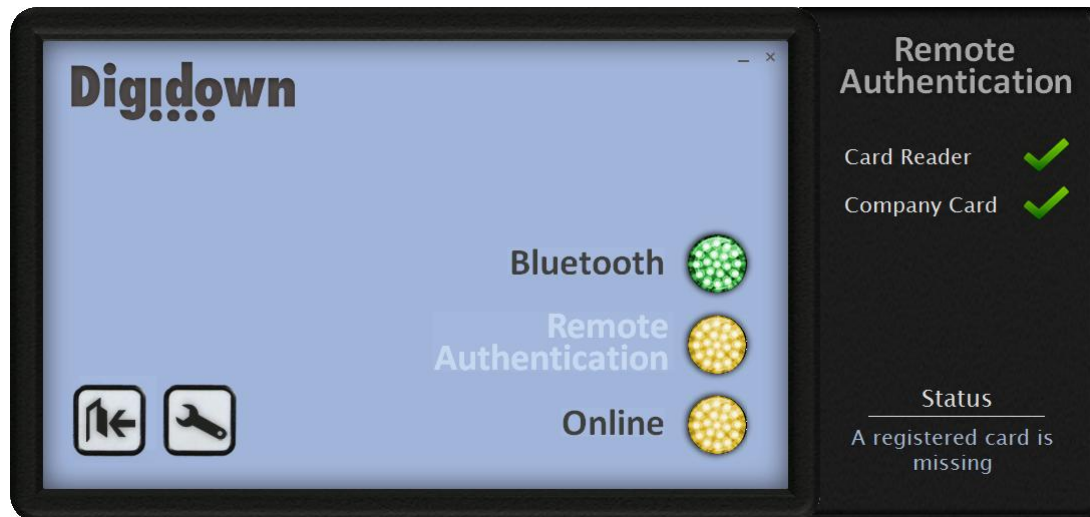 Digidown
Bluetooth
Remote
Authentication
Online
Remote
Authentication
Card Reader
Company Card
Status
A registered card is
missing